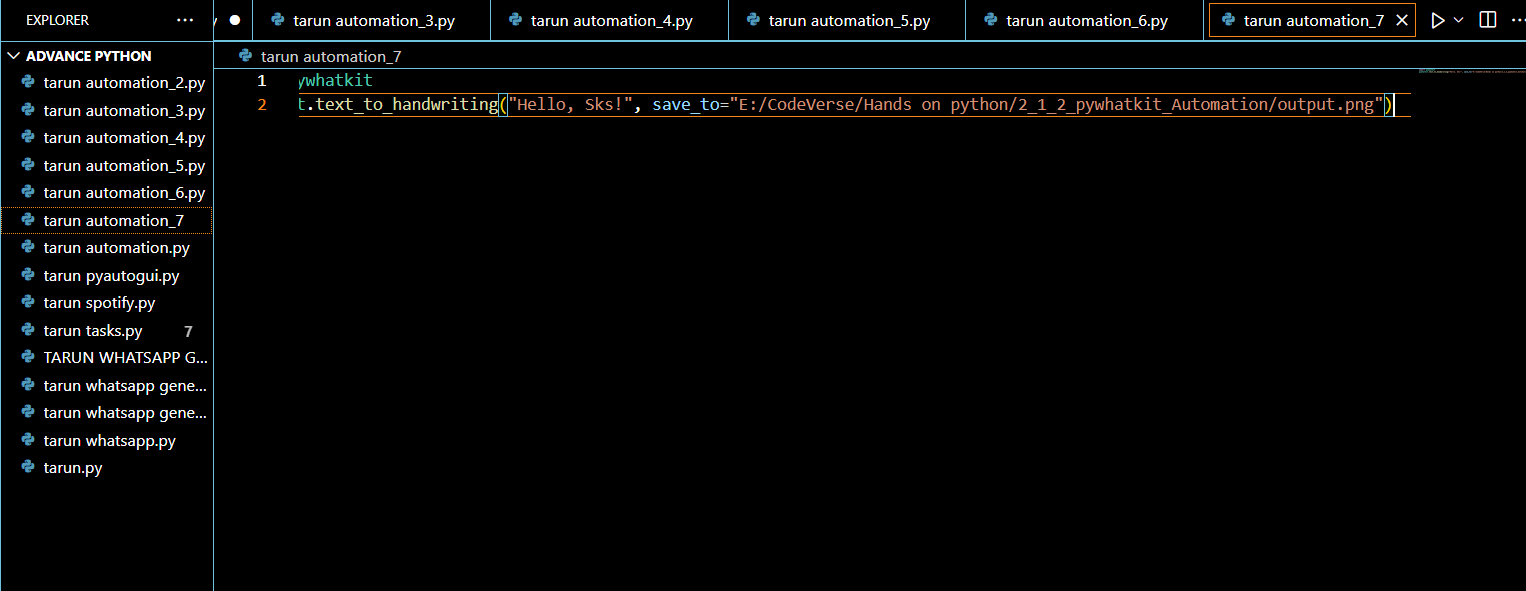 EXPLORER
tarun automation_3.py
tarun automation_4.py
tarun automation_5.py
tarun automation_6.py
tarun automation_7
ADVANCE PYTHON
tarun automation_2.py
tarun automation_3.py
tarun automation_4.py
tarun automation_5.py
tarun automation_6.py
tarun automation_7
tarun automation.py
tarun pyautogui.py
tarun spotify.py
tarun tasks.py 7
TARUN WHATSAPP G...
tarun whatsapp gene...
tarun whatsapp gene...
tarun whatsapp.py
tarun.py
tarun automation_7
1 ywhatkit
2 t.text_to_handwriting("Hello, Sks!", save_to="E:/CodeVerse/Hands on python/2_1_2_pywhatkit_Automation/output.png")